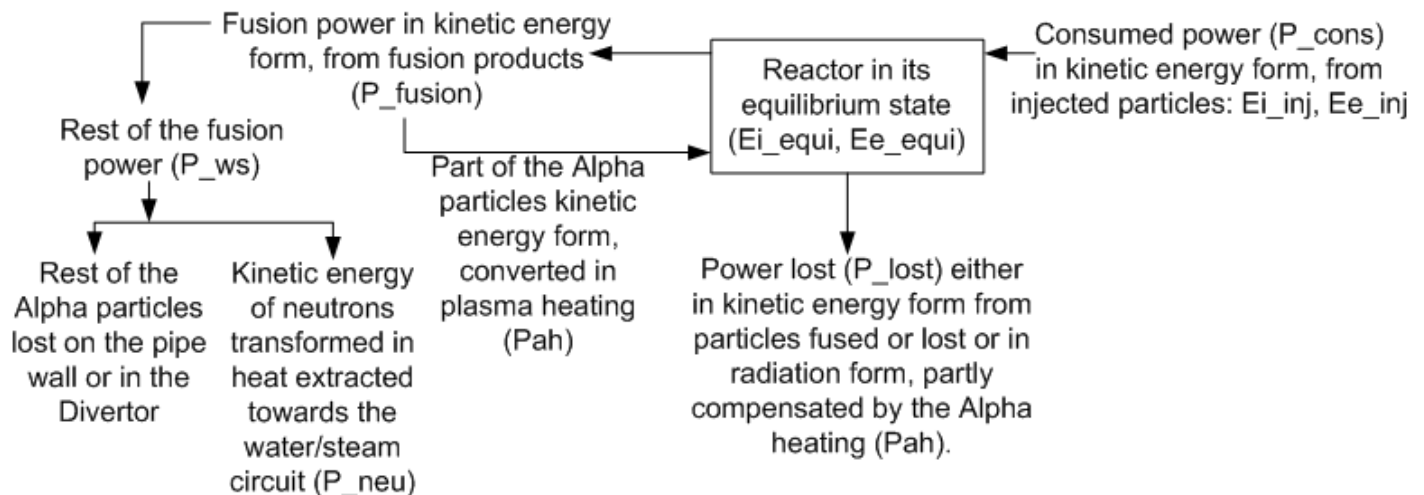 Fusion power in kinetic energy
form, from fusion products
(P_fusion)
Reactor in its
equilibrium state
(Ei_equi, Ee_equi)
Consumed power (P_cons)
in kinetic energy form, from
injected particles: Ei_inj, Ee_inj
Rest of the fusion
power (P_ws)
Part of the Alpha
particles kinetic
energy form,
converted in
plasma heating
(Pah)
Rest of the
Alpha particles
lost on the pipe
wall or in the
Divertor
Kinetic energy
of neutrons
transformed in
heat extracted
towards the
water/steam
circuit (P_neu)
Power lost (P_lost) either
in kinetic energy form from
particles fused or lost or in
radiation form, partly
compensated by the Alpha
heating (Pah).